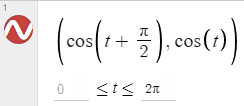 1
(cos(t + π/2), cos(t))
0 ≤ t ≤ 2π